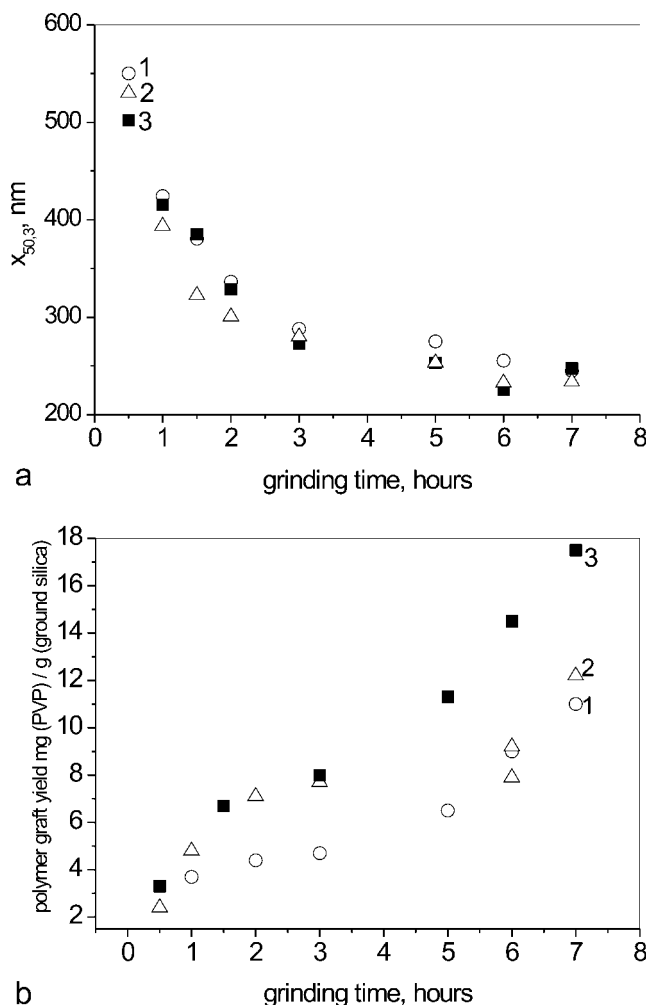 600
1
2
500
3
400
x50,3, nm
300
200
0 1 2 3 4 5 6 7 8
grinding time, hours
a
18
3
16
14
2
12
1
10
8
6
4
2
polymer graft yield mg (PVP) / g (ground silica)
0 1 2 3 4 5 6 7 8
grinding time, hours
b